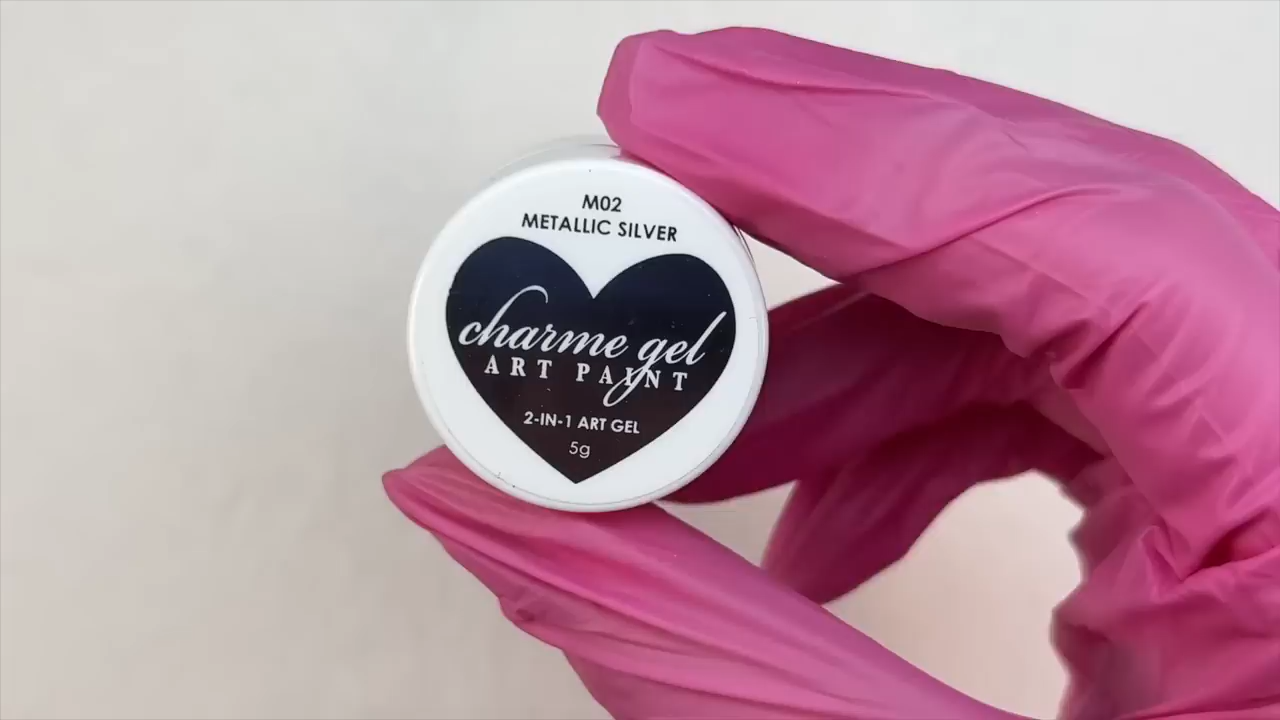 M02
METALLIC SILVER
charme gel
ART PAINT
2-IN-1 ART GEL
5g